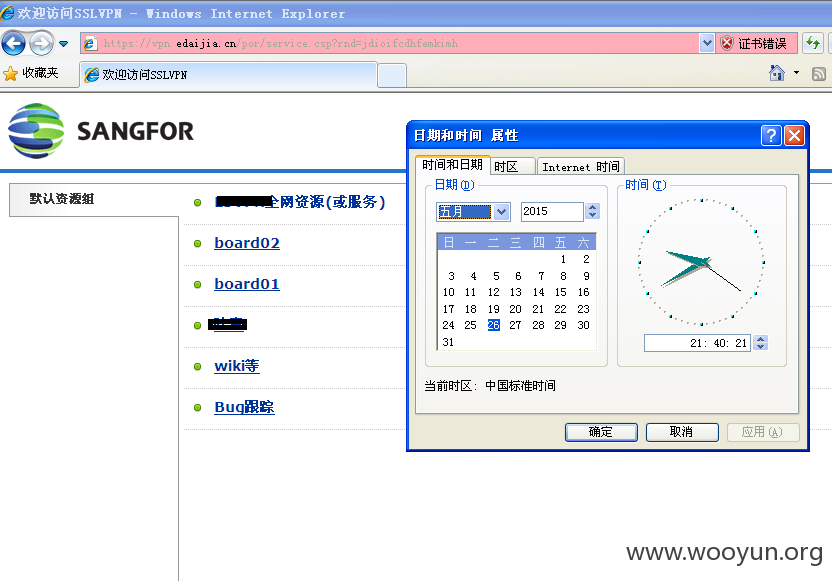 欢迎访问SSLVPN - Windows Internet Explorer
https://vpn.edaijia.cn/por/service.csp?rnd=jdioifcdhfemkimh
证书错误
收藏夹
欢迎访问SSLVPN
SANGFOR
默认资源组
全网资源(或服务)
board02
board01
wiki等
Bug跟踪
日期和时间 属性
时间和日期 时区 Internet 时间
日期(D)
五月 2015
日 一 二 三 四 五 六
1 2
3 4 5 6 7 8 9
10 11 12 13 14 15 16
17 18 19 20 21 22 23
24 25 26 27 28 29 30
31
时间(T)
21: 40: 21
当前时区: 中国标准时间
确定 取消 应用(A)
www.wooyun.org